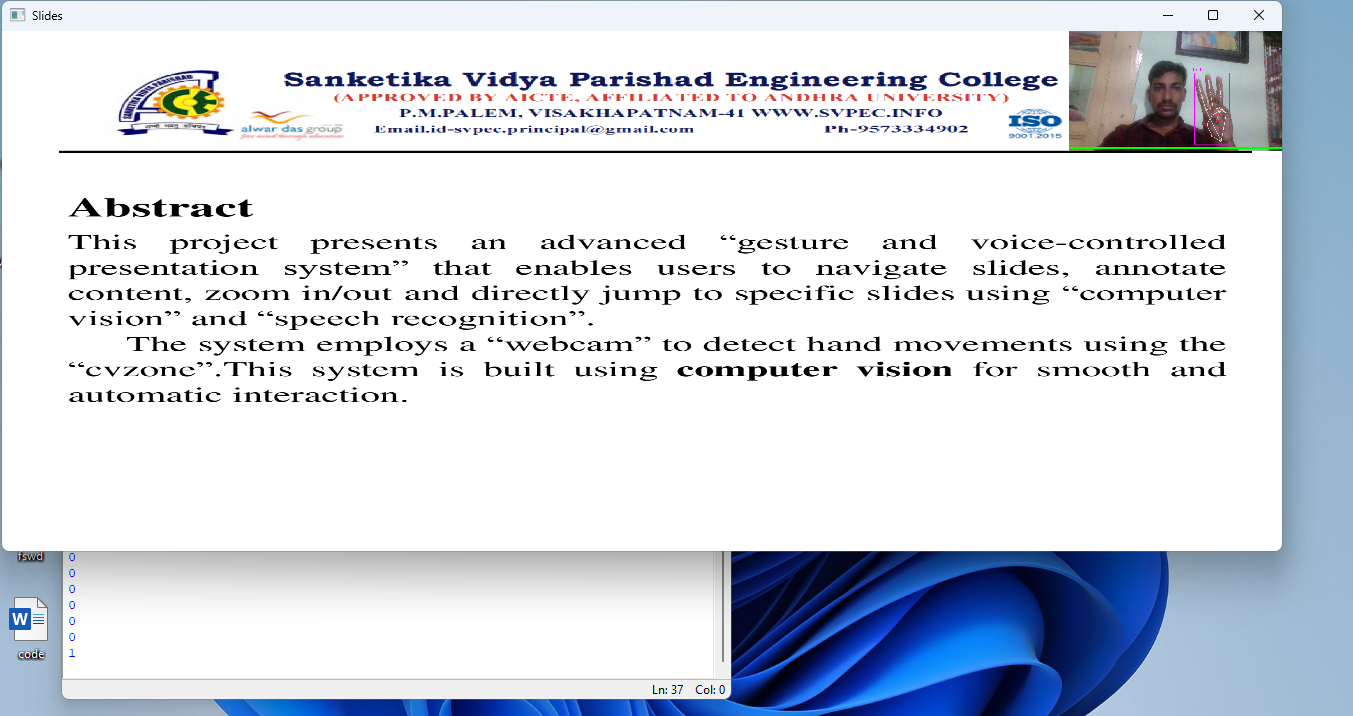 Slides
Sanketika Vidya Parishad Engineering College
(APPROVED BY AICTE, AFFILIATED TO ANDHRA UNIVERSITY)
P.M.PALEM, VISAKHAPATNAM-41 WWW.SVPEC.INFO
Email.id-svpec.principal@gmail.com Ph-9573334902
alwar das group
ISO
9001:2015
Abstract
This project presents an advanced “gesture and voice-controlled
presentation system” that enables users to navigate slides, annotate
content, zoom in/out and directly jump to specific slides using “computer
vision” and “speech recognition”.
The system employs a “webcam” to detect hand movements using the
“cvzone”.This system is built using computer vision for smooth and
automatic interaction.
fswd
0
0
0
0
0
0
1
code
Ln: 37 Col: 0